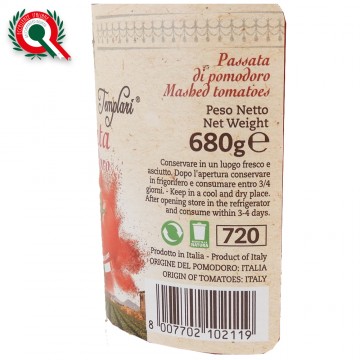 Templari®
Passata
di pomodoro
Mashed tomatoes
Peso Netto
Net Weight
680g e
Conservare in un luogo fresco e
asciutto. Dopo l'apertura conservare
in frigorifero e consumare entro 3/4
giorni. - Keep in a cool and dry place.
After opening store in the refrigerator
and consume within 3-4 days.
720
Prodotto in Italia - Product of Italy
ORIGINE DEL POMODORO: ITALIA
ORIGIN OF TOMATOES: ITALY
8 007702 102119